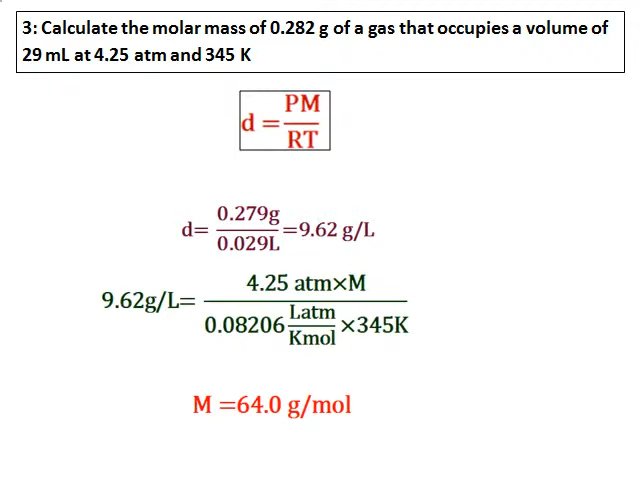 3: Calculate the molar mass of 0.282 g of a gas that occupies a volume of
29 mL at 4.25 atm and 345 K
d = PM/RT
d= 0.279g/0.029L =9.62 g/L
9.62g/L= 4.25 atm×M / 0.08206 Latm/Kmol ×345K
M =64.0 g/mol